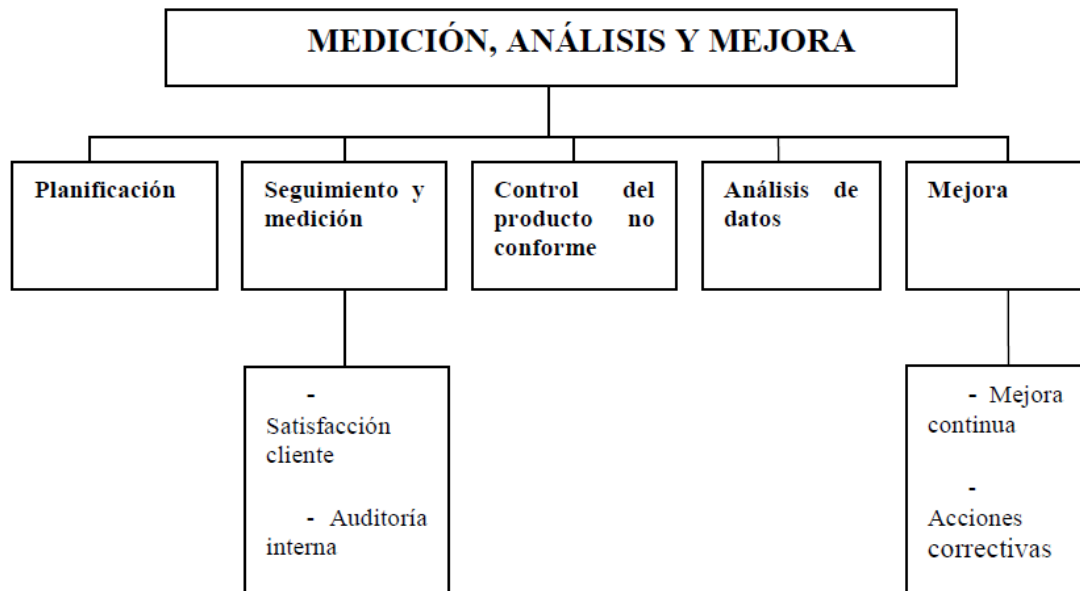 MEDICIÓN, ANÁLISIS Y MEJORA
Planificación
Seguimiento y
medición
Control del
producto no
conforme
Análisis de
datos
Mejora
-
Satisfacción
cliente
- Auditoría
interna
- Mejora
continua
-
Acciones
correctivas